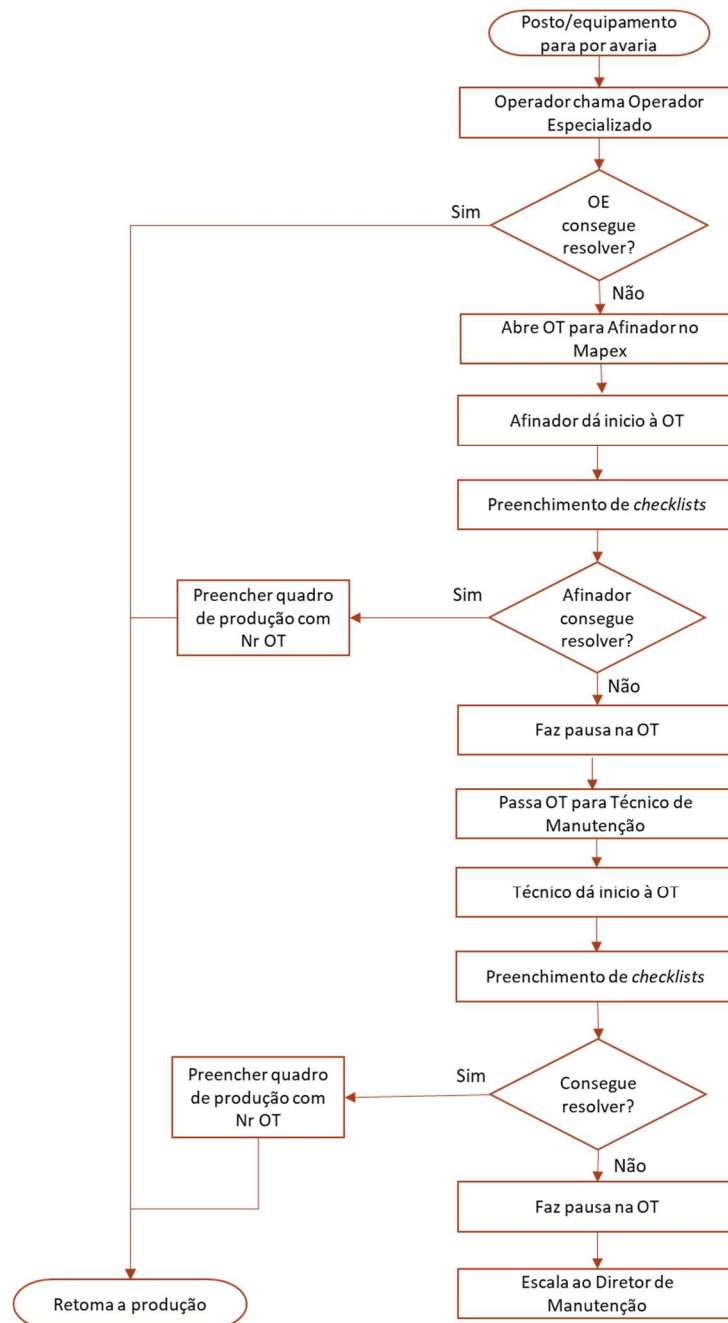 Posto/equipamento
para por avaria
Operador chama Operador
Especializado
OE
consegue
resolver?
Sim
Não
Abre OT para Afinador no
Mapex
Afinador dá inicio à OT
Preenchimento de checklists
Afinador
consegue
resolver?
Sim
Preencher quadro
de produção com
Nr OT
Não
Faz pausa na OT
Passa OT para Técnico de
Manutenção
Técnico dá inicio à OT
Preenchimento de checklists
Consegue
resolver?
Sim
Preencher quadro
de produção com
Nr OT
Não
Faz pausa na OT
Escala ao Diretor de
Manutenção
Retoma a produção